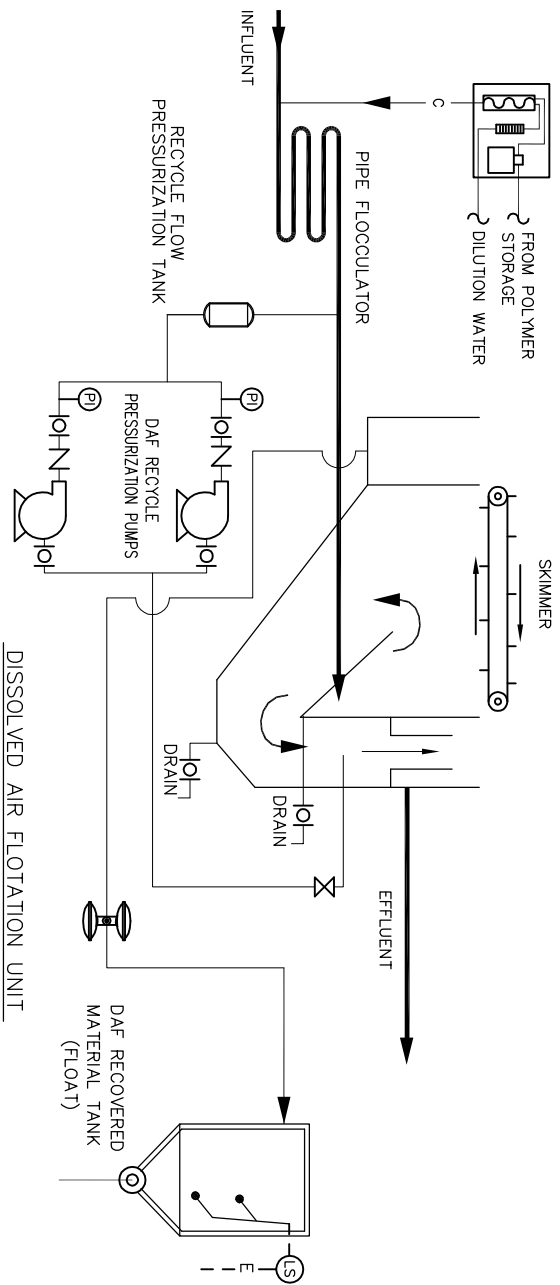 FROM POLYMER
STORAGE
DILUTION WATER
C
INFLUENT
PIPE FLOCCULATOR
RECYCLE FLOW
PRESSURIZATION TANK
PI
PI
DAF RECYCLE
PRESSURIZATION PUMPS
SKIMMER
DRAIN
DRAIN
EFFLUENT
DAF RECOVERED
MATERIAL TANK
(FLOAT)
LS
E
DISSOLVED AIR FLOTATION UNIT